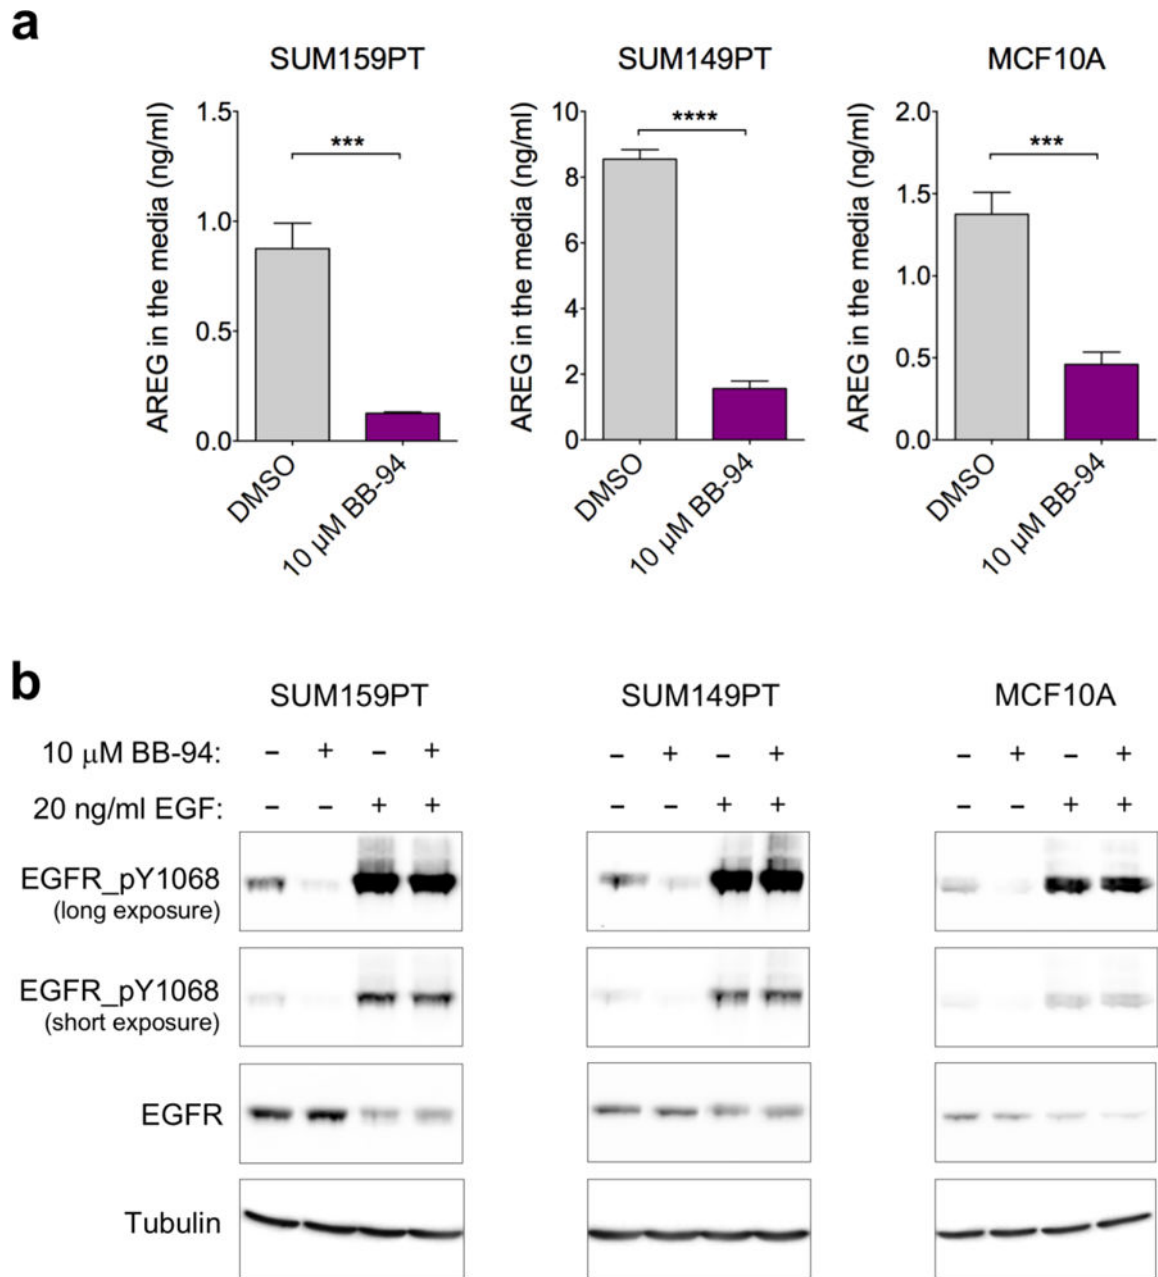 a
SUM159PT SUM149PT MCF10A
AREG in the media (ng/ml)
1.5
1.0
0.5
0.0
***
DMSO
10 µM BB-94
AREG in the media (ng/ml)
10
8
6
4
2
0
****
DMSO
10 µM BB-94
AREG in the media (ng/ml)
2.0
1.5
1.0
0.5
0.0
***
DMSO
10 µM BB-94
b
SUM159PT SUM149PT MCF10A
10 µM BB-94: – + – + – + – + – + – +
20 ng/ml EGF: – – + + – – + + – – + +
EGFR_pY1068
(long exposure)
EGFR_pY1068
(short exposure)
EGFR
Tubulin